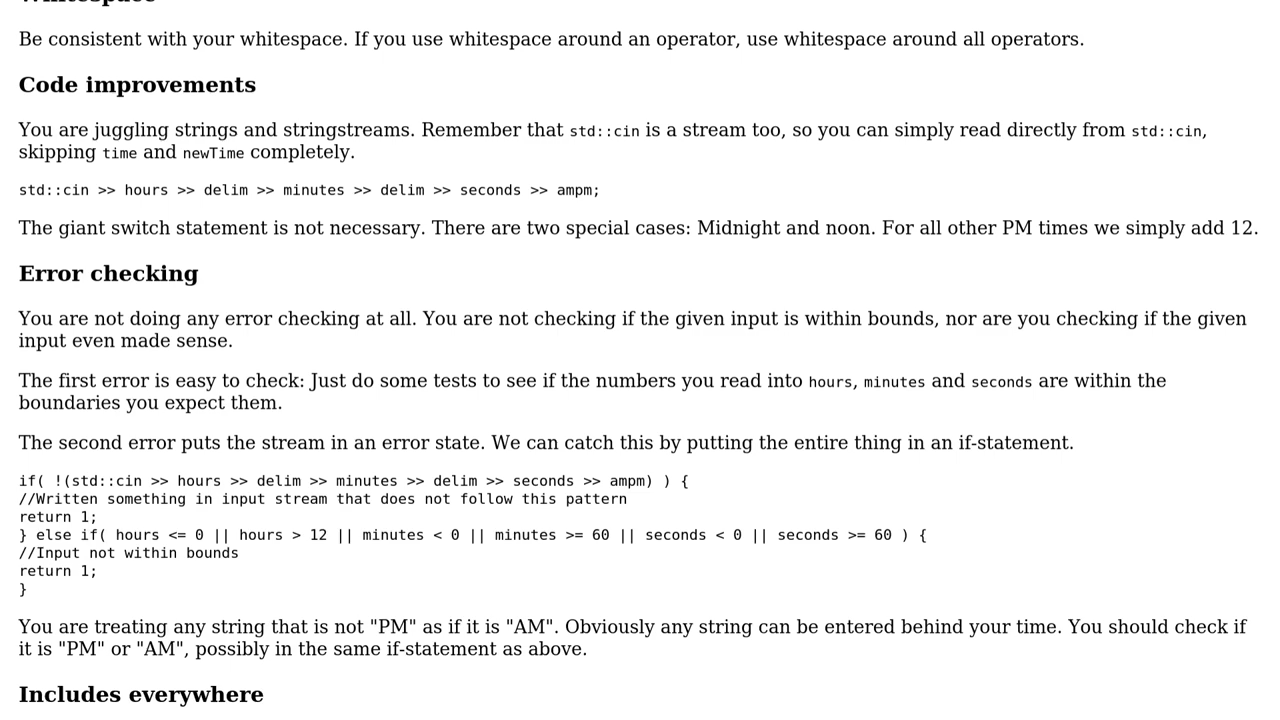 Whitespace
Be consistent with your whitespace. If you use whitespace around an operator, use whitespace around all operators.
Code improvements
You are juggling strings and stringstreams. Remember that std::cin is a stream too, so you can simply read directly from std::cin,
skipping time and newTime completely.
std::cin >> hours >> delim >> minutes >> delim >> seconds >> ampm;
The giant switch statement is not necessary. There are two special cases: Midnight and noon. For all other PM times we simply add 12.
Error checking
You are not doing any error checking at all. You are not checking if the given input is within bounds, nor are you checking if the given
input even made sense.
The first error is easy to check: Just do some tests to see if the numbers you read into hours, minutes and seconds are within the
boundaries you expect them.
The second error puts the stream in an error state. We can catch this by putting the entire thing in an if-statement.
if( !(std::cin >> hours >> delim >> minutes >> delim >> seconds >> ampm) ) {
//Written something in input stream that does not follow this pattern
return 1;
} else if( hours <= 0 || hours > 12 || minutes < 0 || minutes >= 60 || seconds < 0 || seconds >= 60 ) {
//Input not within bounds
return 1;
}
You are treating any string that is not "PM" as if it is "AM". Obviously any string can be entered behind your time. You should check if
it is "PM" or "AM", possibly in the same if-statement as above.
Includes everywhere